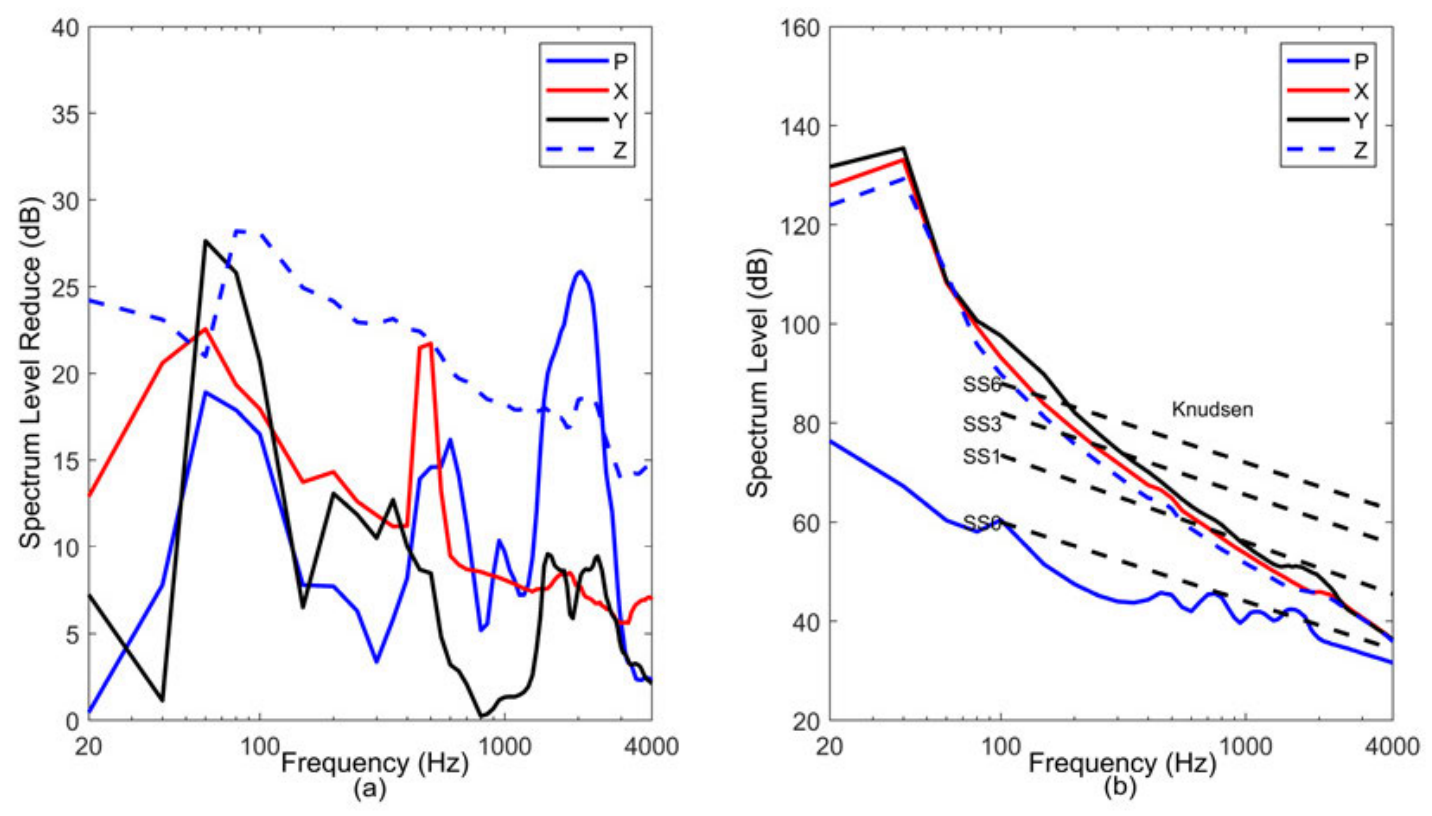 40
35
30
25
20
15
10
5
0
Spectrum Level Reduce (dB)
P
X
Y
Z
20
100
1000
4000
Frequency (Hz)
(a)
160
140
120
100
80
60
40
20
Spectrum Level (dB)
P
X
Y
Z
SS6
SS3
SS1
SS0
Knudsen
20
100
1000
4000
Frequency (Hz)
(b)